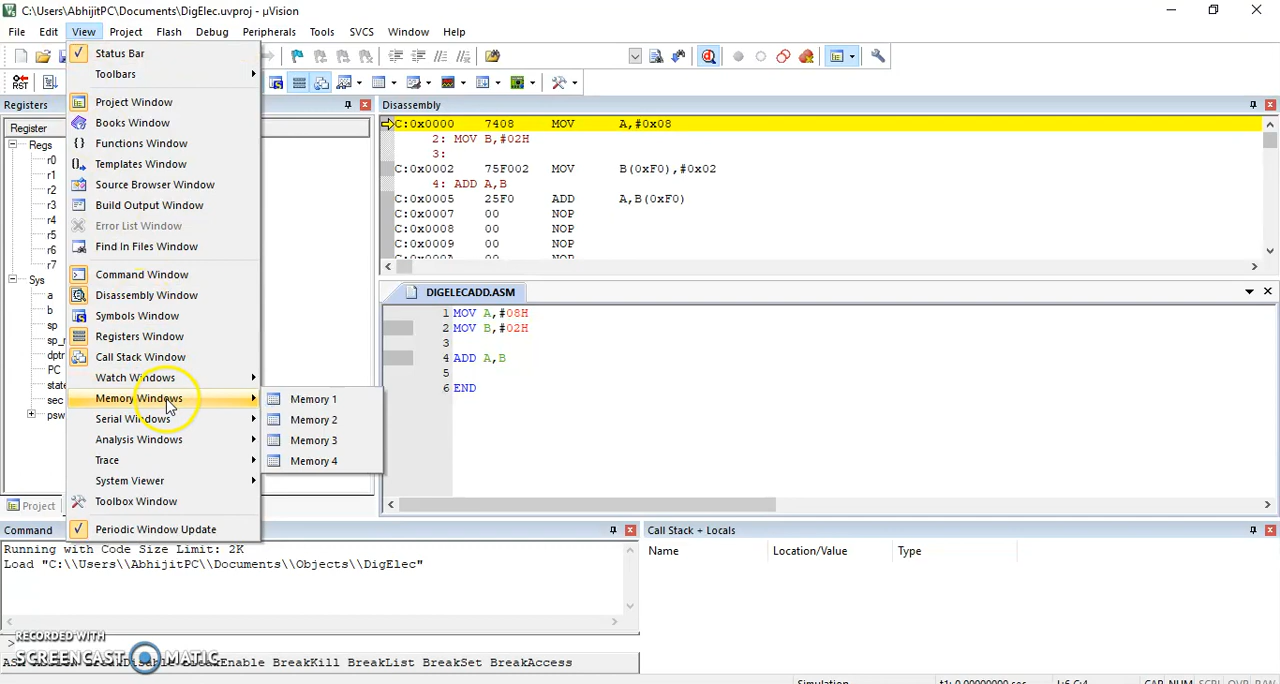 C:\Users\AbhijitPC\Documents\DigElec.uvproj - µVision
File Edit View Project Flash Debug Peripherals Tools SVCS Window Help
RST
Registers
Register
Regs
r0
r1
r2
r3
r4
r5
r6
r7
Sys
a
b
sp
PC
sec
psw
Project
Status Bar
Toolbars
Project Window
Books Window
Functions Window
Templates Window
Source Browser Window
Build Output Window
Error List Window
Find In Files Window
Command Window
Disassembly Window
Symbols Window
Registers Window
Call Stack Window
Watch Windows
Memory Windows
Serial Windows
Analysis Windows
Trace
System Viewer
Toolbox Window
Periodic Window Update
Memory 1
Memory 2
Memory 3
Memory 4
Disassembly
C:0x0000 7408 MOV A,#0x08
2: MOV B,#02H
3:
C:0x0002 75F002 MOV B(0xF0),#0x02
4: ADD A,B
C:0x0005 25F0 ADD A,B(0xF0)
C:0x0007 00 NOP
C:0x0008 00 NOP
C:0x0009 00 NOP
C:0x000A 00 NOP
DIGELECADD.ASM
1 MOV A,#08H
2 MOV B,#02H
3
4 ADD A,B
5
6 END
Command
Running with Code Size Limit: 2K
Load "C:\\Users\\AbhijitPC\\Documents\\Objects\\DigElec"
>
BreakEnable BreakKill BreakList BreakSet BreakAccess
RECORDED WITH
SCREENCAST MATIC
Call Stack + Locals
Name Location/Value Type
Simulation